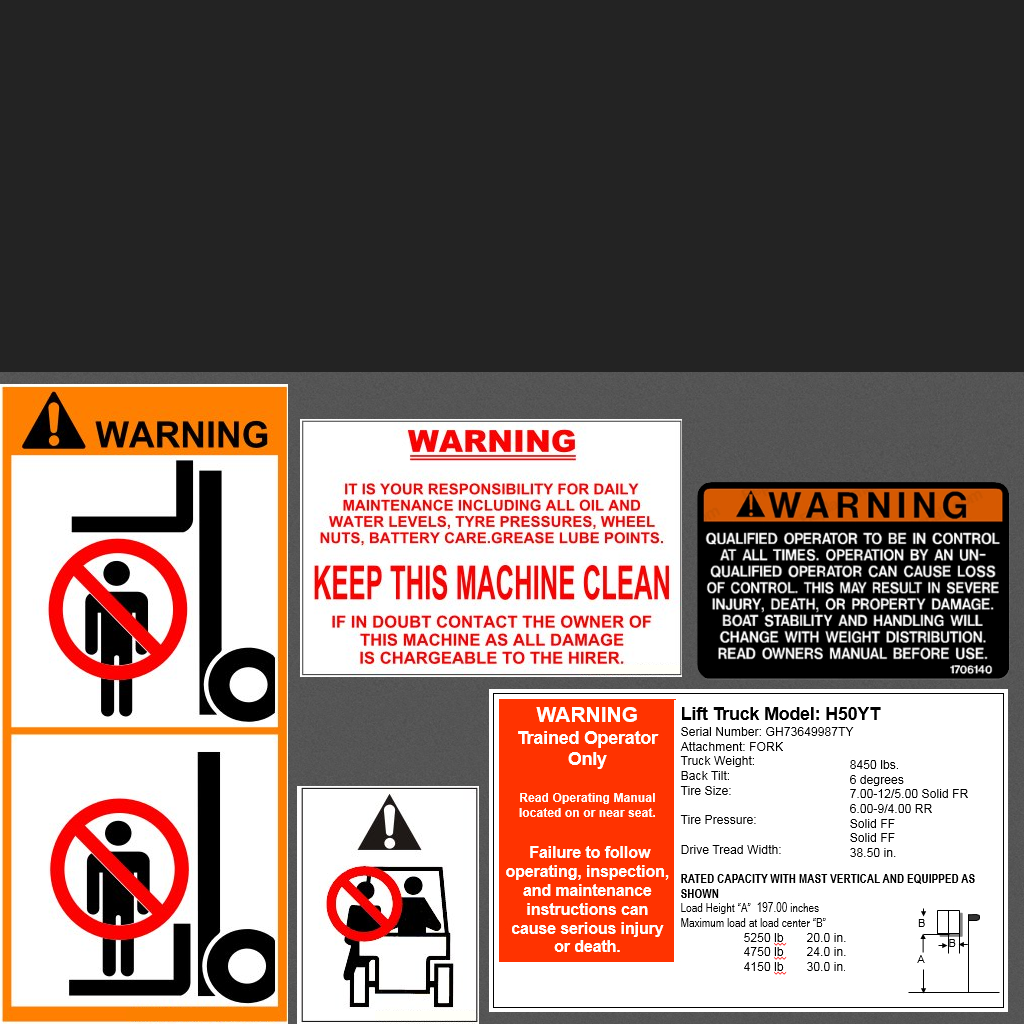 WARNING
WARNING
IT IS YOUR RESPONSIBILITY FOR DAILY
MAINTENANCE INCLUDING ALL OIL AND
WATER LEVELS, TYRE PRESSURES, WHEEL
NUTS, BATTERY CARE.GREASE LUBE POINTS.
KEEP THIS MACHINE CLEAN
IF IN DOUBT CONTACT THE OWNER OF
THIS MACHINE AS ALL DAMAGE
IS CHARGEABLE TO THE HIRER.
WARNING
QUALIFIED OPERATOR TO BE IN CONTROL
AT ALL TIMES. OPERATION BY AN UN-
QUALIFIED OPERATOR CAN CAUSE LOSS
OF CONTROL. THIS MAY RESULT IN SEVERE
INJURY, DEATH, OR PROPERTY DAMAGE.
BOAT STABILITY AND HANDLING WILL
CHANGE WITH WEIGHT DISTRIBUTION.
READ OWNERS MANUAL BEFORE USE.
1706140
WARNING
Trained Operator
Only
Read Operating Manual
located on or near seat.
Failure to follow
operating, inspection,
and maintenance
instructions can
cause serious injury
or death.
Lift Truck Model: H50YT
Serial Number: GH73649987TY
Attachment: FORK
Truck Weight: 8450 lbs.
Back Tilt: 6 degrees
Tire Size: 7.00-12/5.00 Solid FR
6.00-9/4.00 RR
Tire Pressure: Solid FF
Solid FF
Drive Tread Width: 38.50 in.
RATED CAPACITY WITH MAST VERTICAL AND EQUIPPED AS
SHOWN
Load Height “A” 197.00 inches
Maximum load at load center “B”
5250 lb 20.0 in.
4750 lb 24.0 in.
4150 lb 30.0 in.
B
B
A